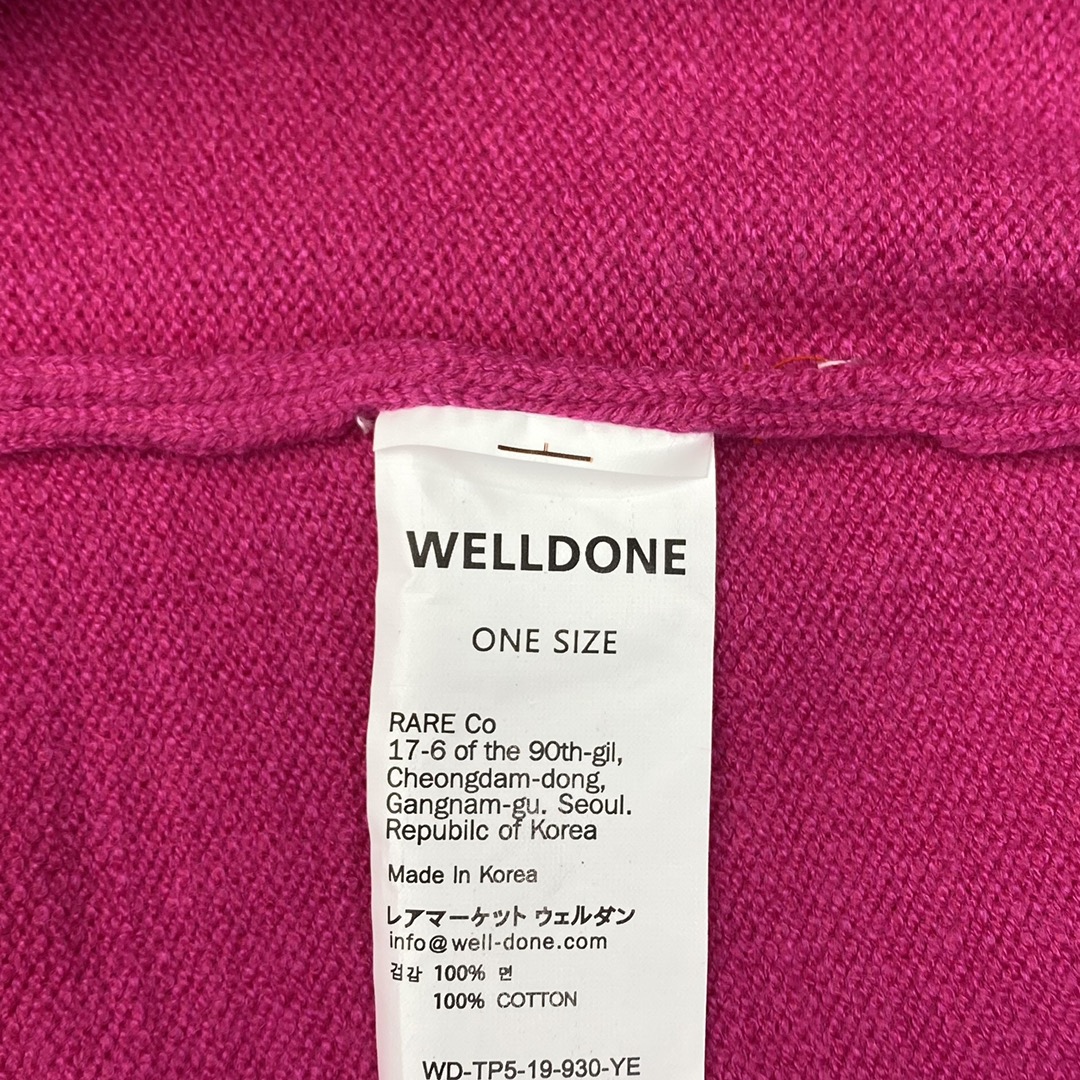 WELLDONE
ONE SIZE
RARE Co
17-6 of the 90th-gil,
Cheongdam-dong,
Gangnam-gu. Seoul.
Repubilc of Korea
Made In Korea
レアマーケット ウェルダン
info@well-done.com
겁감 100% 면
100% COTTON
WD-TP5-19-930-YE